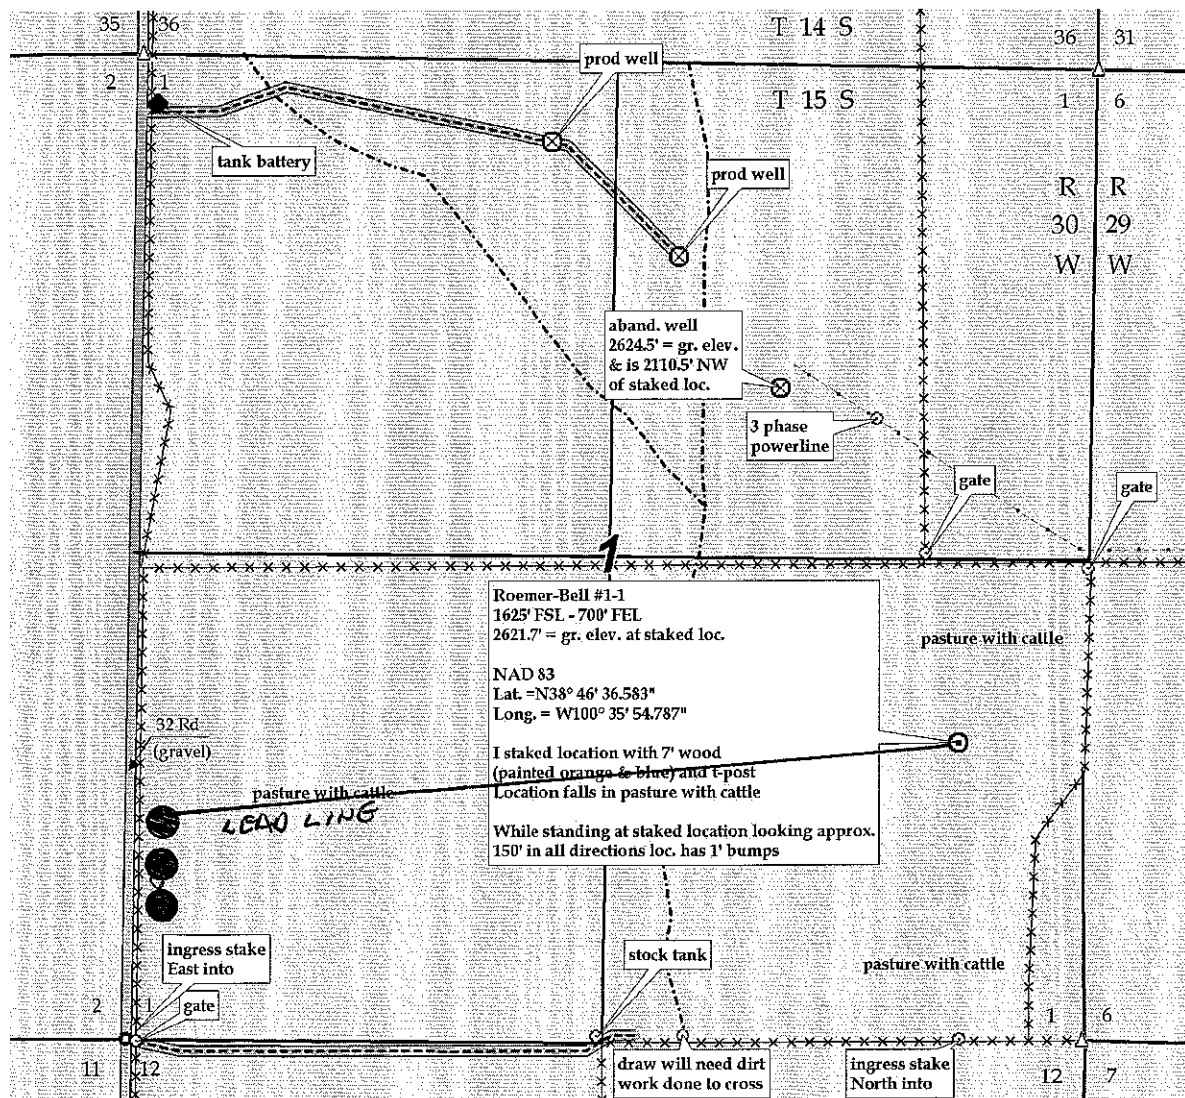 35 36
T 14 S
36 31
prod well
2 1
T 15 S
1 6
tank battery
prod well
R R
30 29
W W
aband. well
2624.5' = gr. elev.
& is 2110.5' NW
of staked loc.
3 phase
powerline
gate
gate
1
Roemer-Bell #1-1
1625' FSL - 700' FEL
2621.7' = gr. elev. at staked loc.
NAD 83
Lat. =N38° 46' 36.583"
Long. = W100° 35' 54.787"
I staked location with 7' wood
(painted orange & blue) and t-post
Location falls in pasture with cattle
While standing at staked location looking approx.
150' in all directions loc. has 1' bumps
pasture with cattle
32 Rd
(gravel)
pasture with cattle
LEAD LINE
ingress stake
East into
stock tank
pasture with cattle
2 1
gate
1 6
11 12
draw will need dirt
work done to cross
ingress stake
North into
12 7